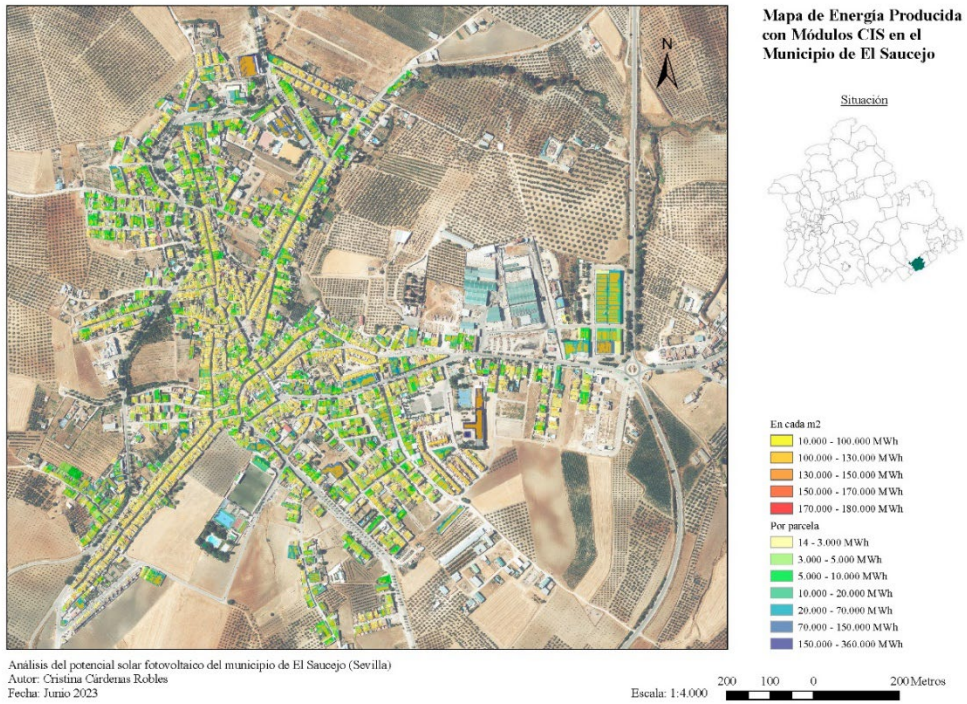 Mapa de Energía Producida
con Módulos CIS en el
Municipio de El Saucejo
N
Situación
En cada m2
10.000 - 100.000 MWh
100.000 - 130.000 MWh
130.000 - 150.000 MWh
150.000 - 170.000 MWh
170.000 - 180.000 MWh
Por parcela
14 - 3.000 MWh
3.000 - 5.000 MWh
5.000 - 10.000 MWh
10.000 - 20.000 MWh
20.000 - 70.000 MWh
70.000 - 150.000 MWh
150.000 - 360.000 MWh
Análisis del potencial solar fotovoltaico del municipio de El Saucejo (Sevilla)
Autor: Cristina Cárdenas Robles
Fecha: Junio 2023
Escala: 1:4.000
200 100 0 200 Metros